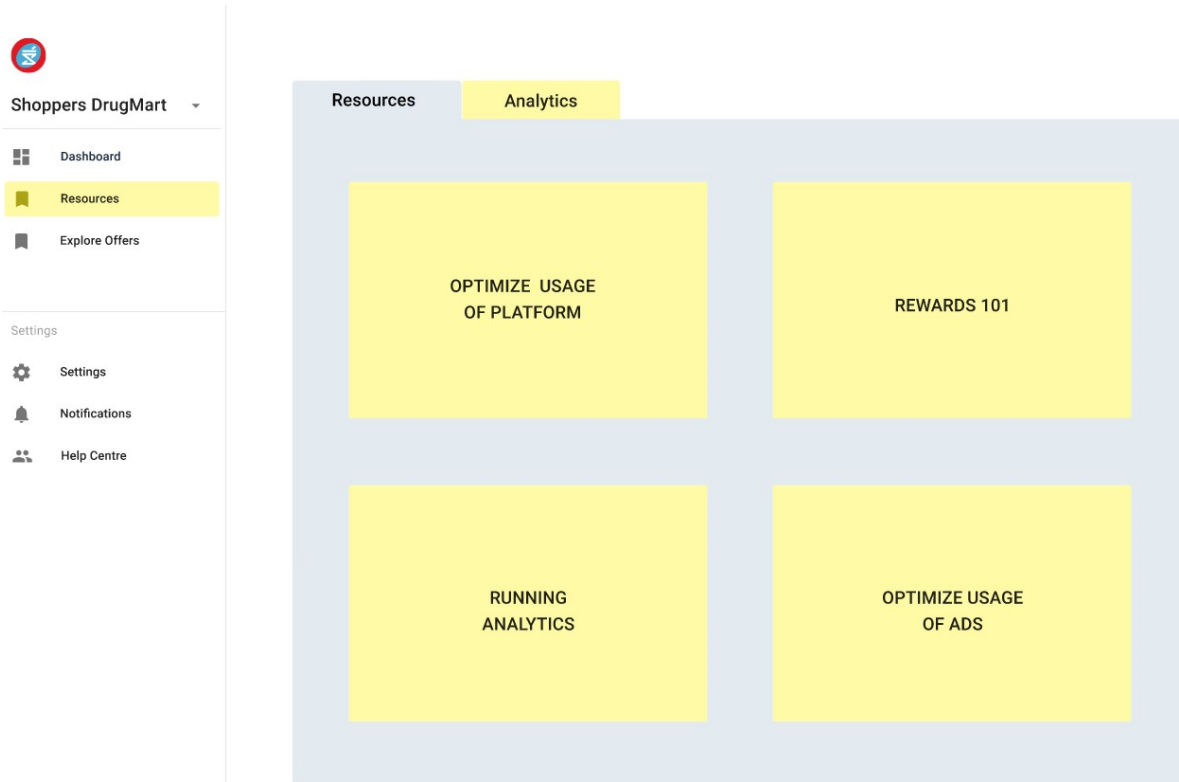 Shoppers DrugMart
Dashboard
Resources
Explore Offers
Settings
Settings
Notifications
Help Centre
Resources
Analytics
OPTIMIZE USAGE
OF PLATFORM
REWARDS 101
RUNNING
ANALYTICS
OPTIMIZE USAGE
OF ADS